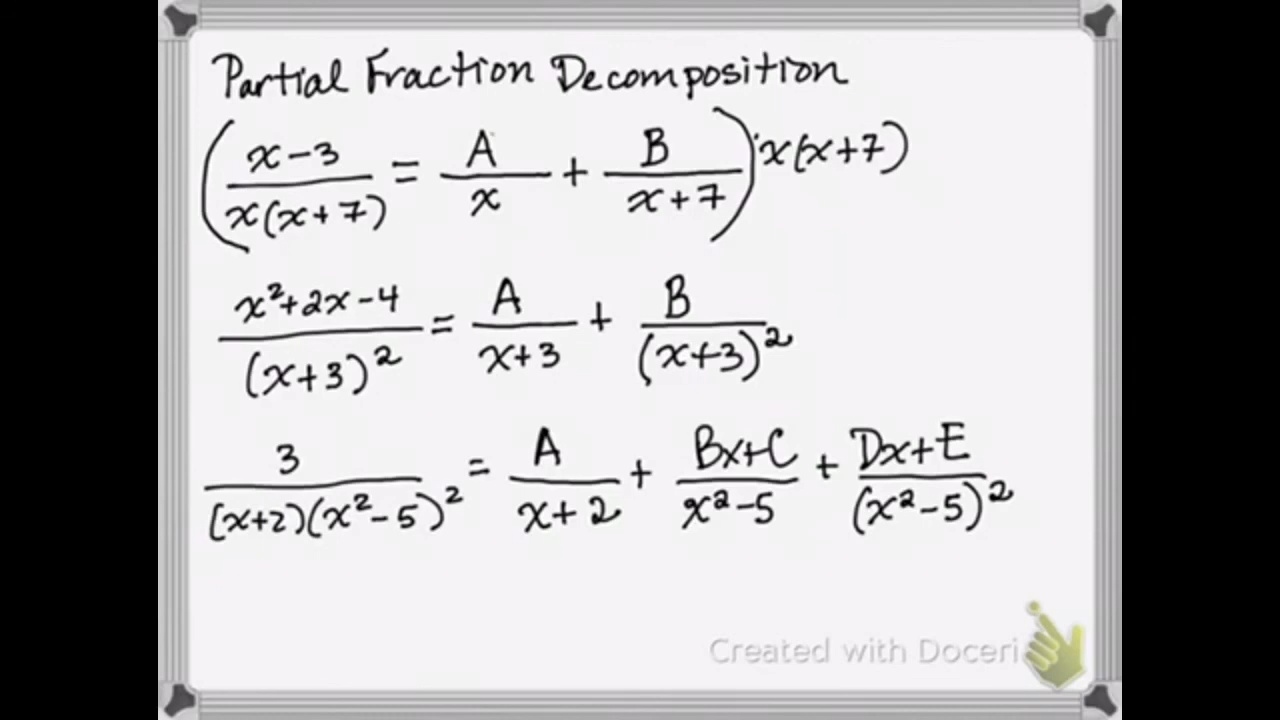 Partial Fraction Decomposition
(x-3 / x(x+7) = A / x + B / x+7) · x(x+7)
x²+2x-4 / (x+3)² = A / x+3 + B / (x+3)²
3 / (x+2)(x²-5)² = A / x+2 + Bx+C / x²-5 + Dx+E / (x²-5)²
Created with Doceri